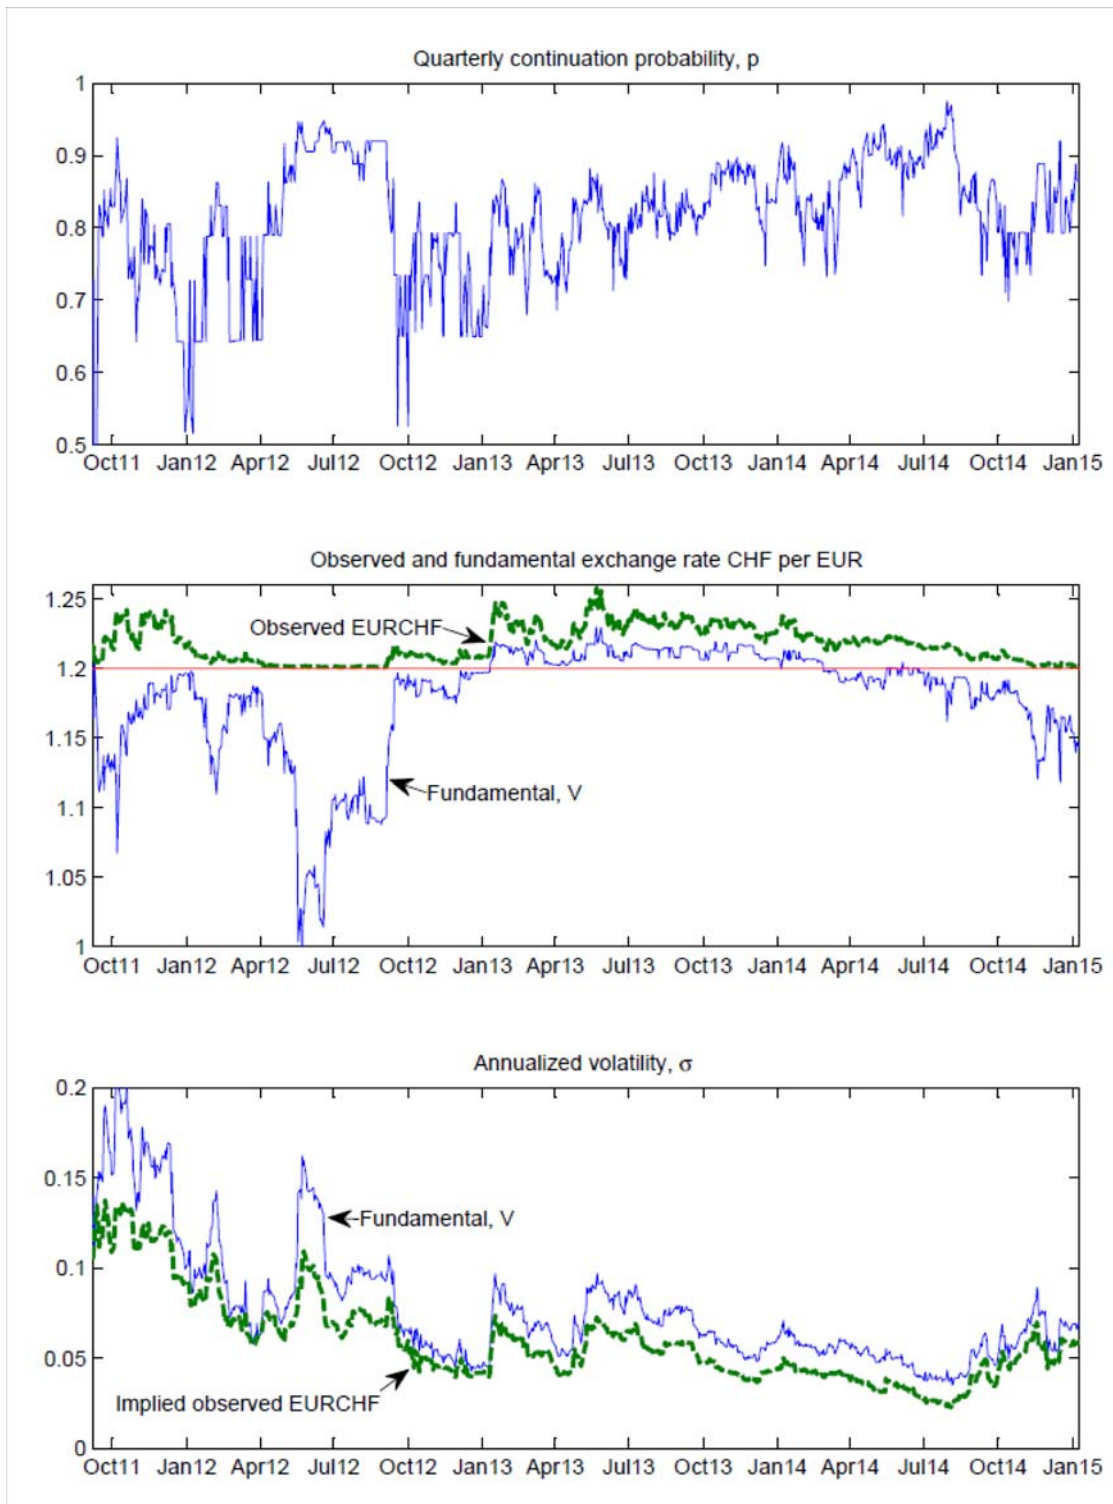 Quarterly continuation probability, p
1
0.9
0.8
0.7
0.6
0.5
Oct11 Jan12 Apr12 Jul12 Oct12 Jan13 Apr13 Jul13 Oct13 Jan14 Apr14 Jul14 Oct14 Jan15
Observed and fundamental exchange rate CHF per EUR
1.25
Observed EURCHF
1.2
1.15
Fundamental, V
1.1
1.05
1
Oct11 Jan12 Apr12 Jul12 Oct12 Jan13 Apr13 Jul13 Oct13 Jan14 Apr14 Jul14 Oct14 Jan15
Annualized volatility, σ
0.2
0.15
Fundamental, V
0.1
0.05
Implied observed EURCHF
0
Oct11 Jan12 Apr12 Jul12 Oct12 Jan13 Apr13 Jul13 Oct13 Jan14 Apr14 Jul14 Oct14 Jan15